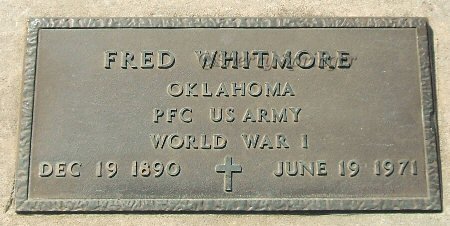 FRED WHITMORE
OKLAHOMA
PFC US ARMY
WORLD WAR I
DEC 19 1890 JUNE 19 1971